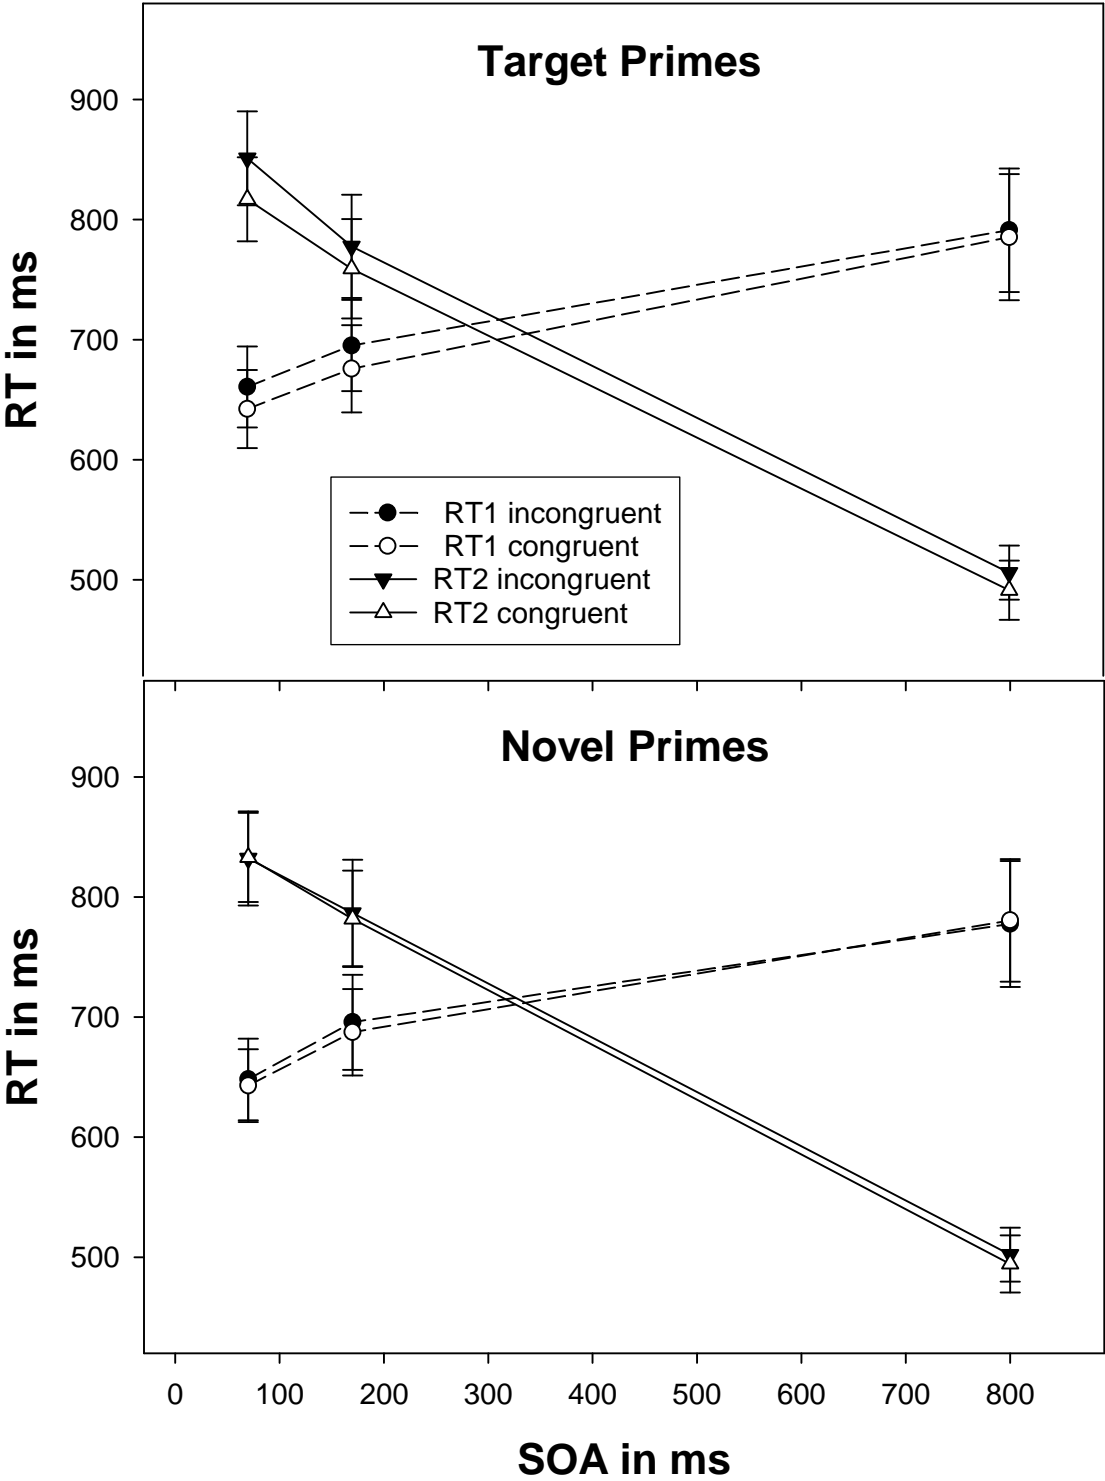 Target Primes
900
800
700
600
500
RT in ms
RT1 incongruent
RT1 congruent
RT2 incongruent
RT2 congruent
Novel Primes
900
800
700
600
500
RT in ms
0 100 200 300 400 500 600 700 800
SOA in ms